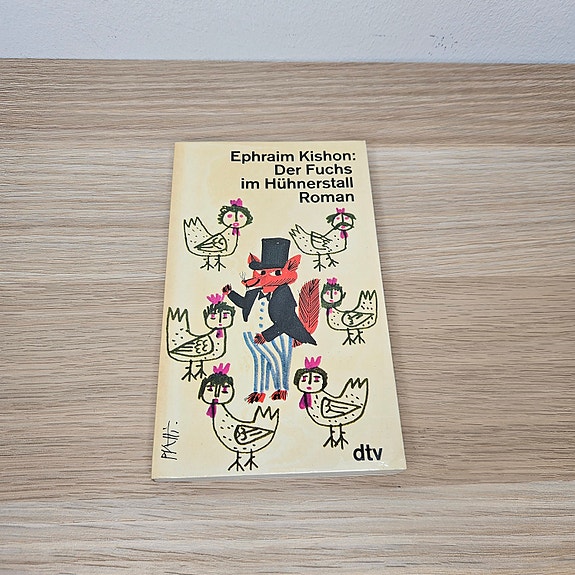 Ephraim Kishon:
Der Fuchs
im Hühnerstall
Roman
dtv